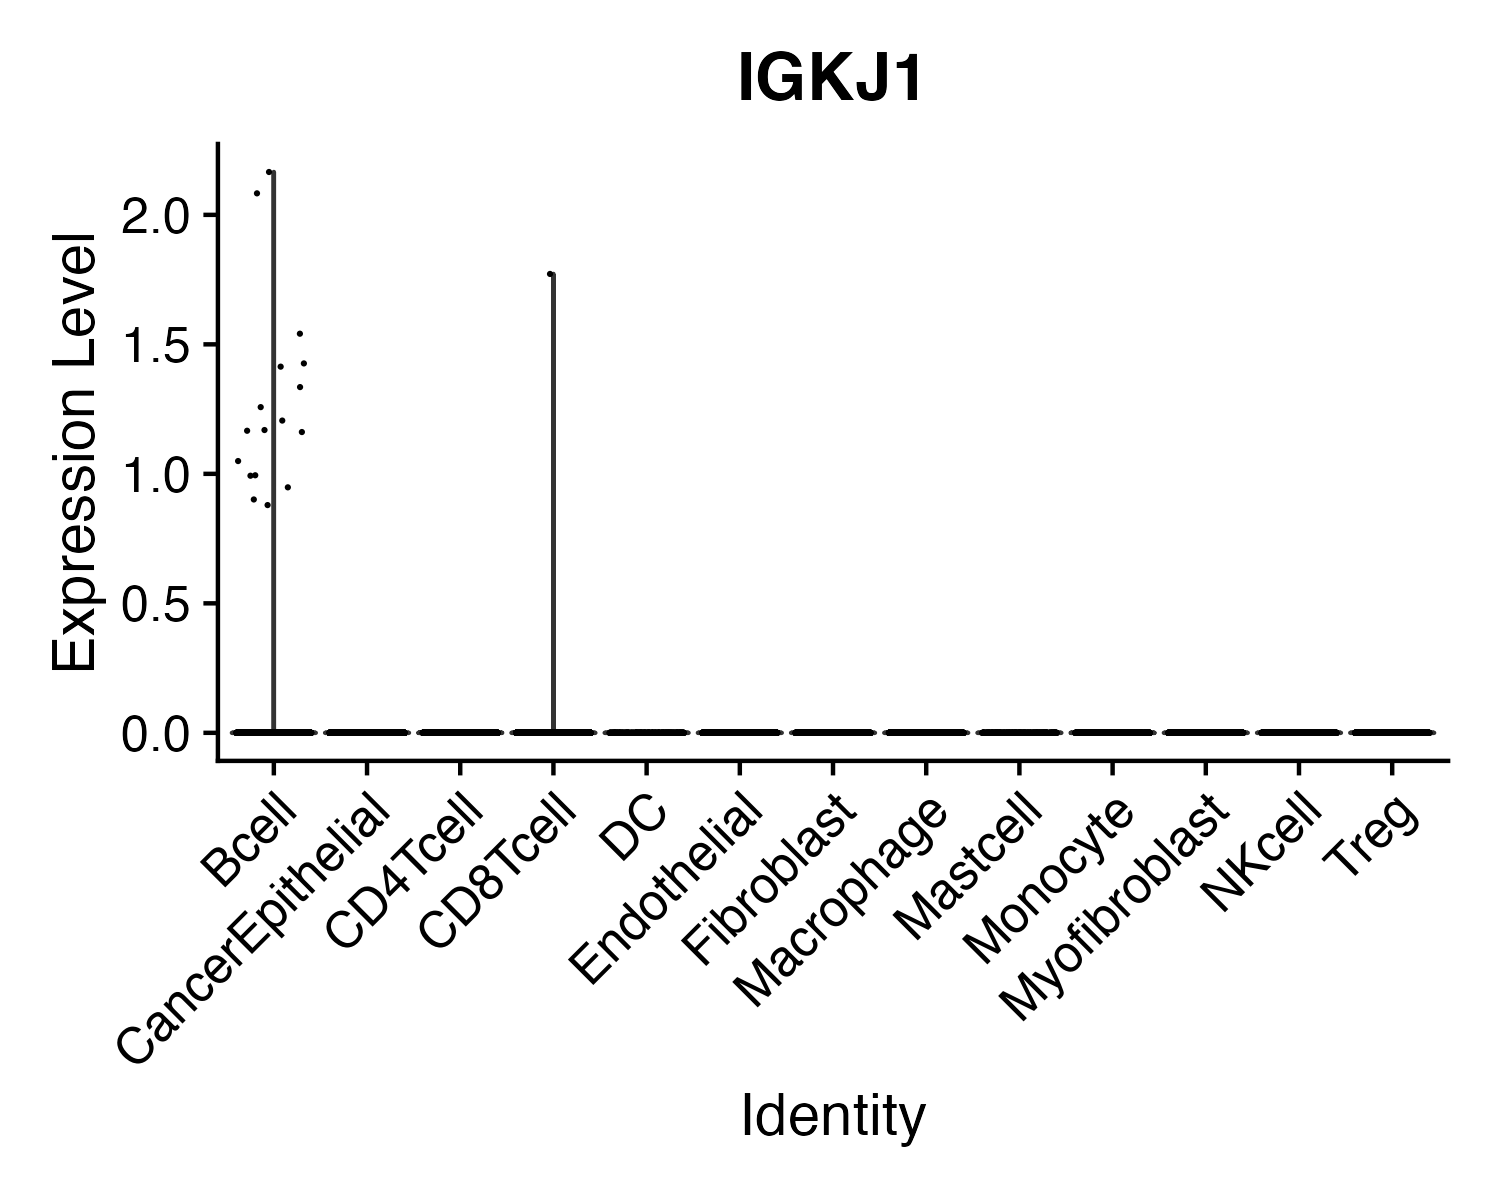 IGKJ1
Expression Level
2.0
1.5
1.0
0.5
0.0
Bcell
CancerEpithelial
CD4Tcell
CD8Tcell
DC
Endothelial
Fibroblast
Macrophage
Mastcell
Monocyte
Myofibroblast
NKcell
Treg
Identity